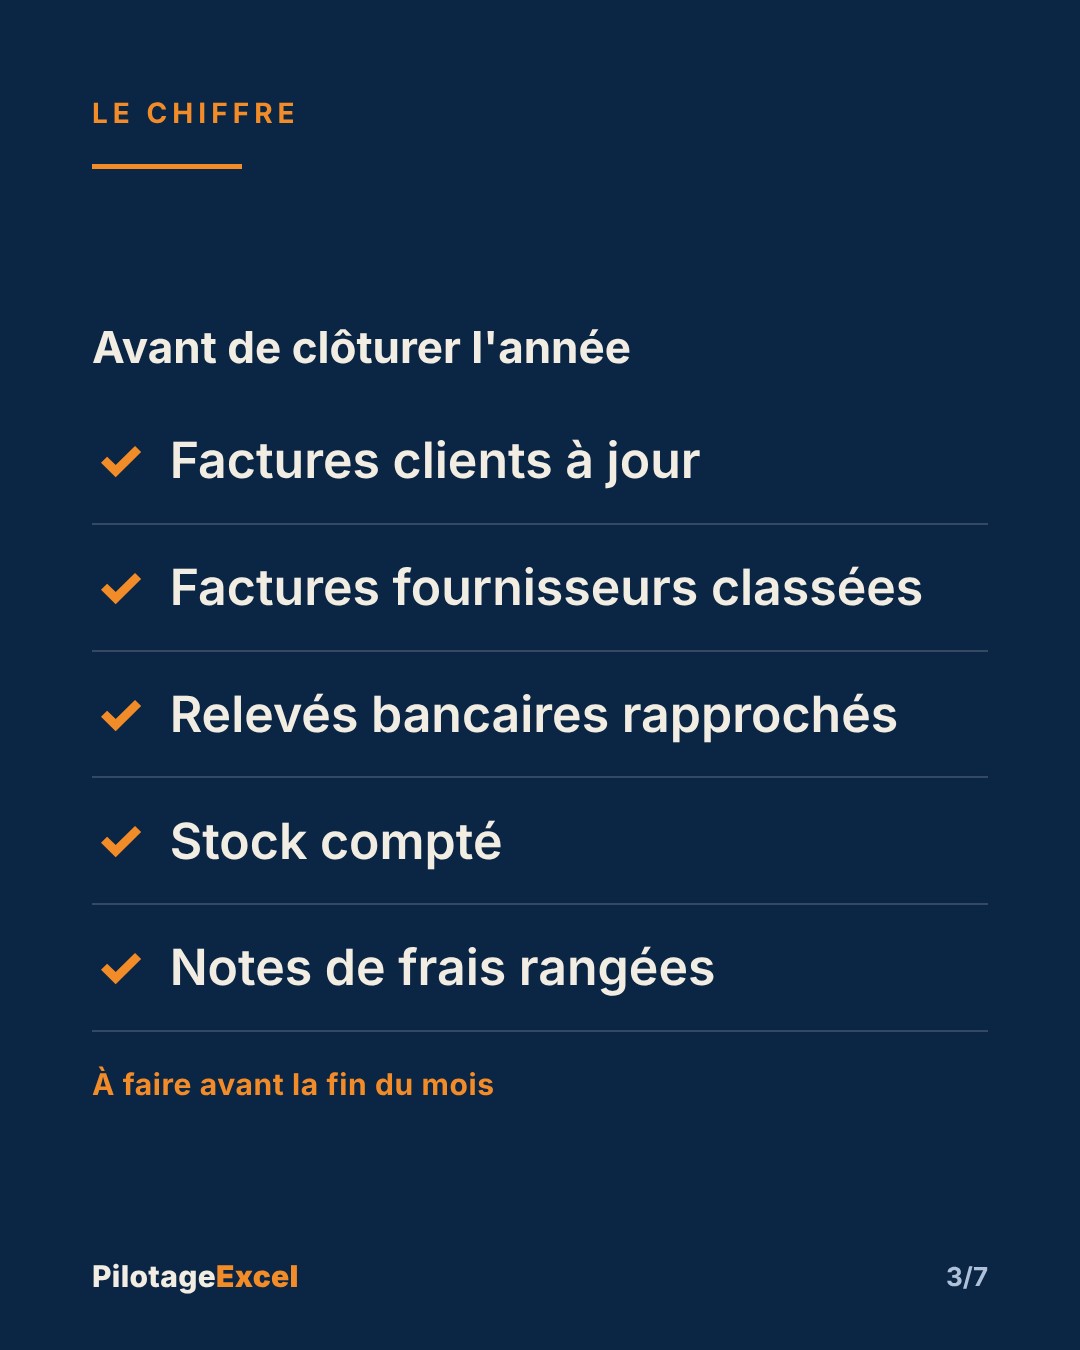 LE CHIFFRE
Avant de clôturer l'année
Factures clients à jour
Factures fournisseurs classées
Relevés bancaires rapprochés
Stock compté
Notes de frais rangées
À faire avant la fin du mois
PilotageExcel
3/7